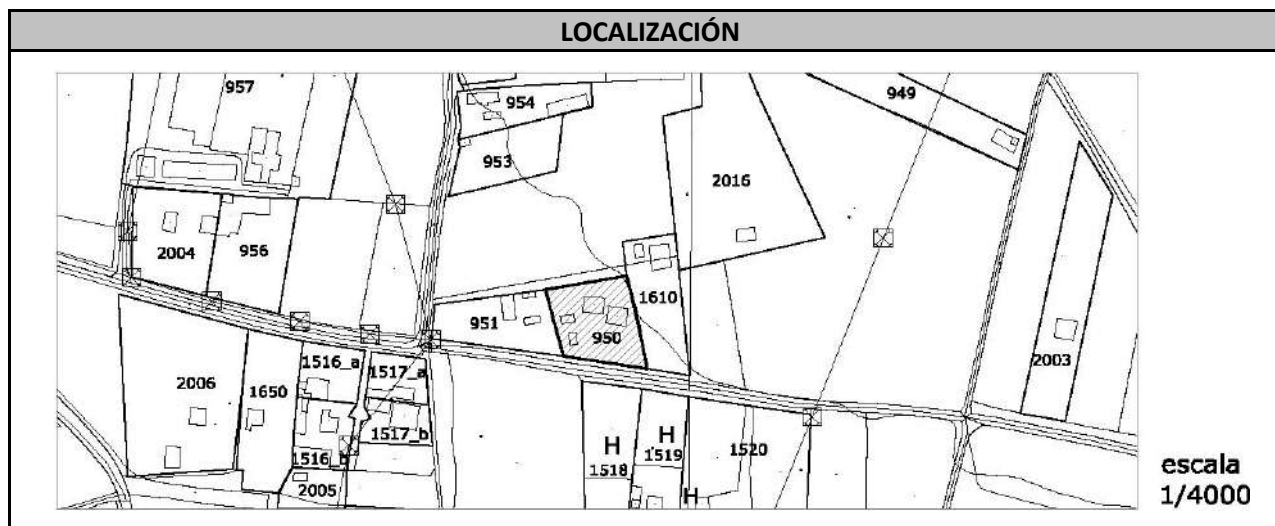 LOCALIZACIÓN
957
954
949
953
2016
2004
956
1610
951
950
2003
1516_a
1517_a
2006
1650
1517_b
1516_b
H
H
1518
1519
1520
2005
H
escala
1/4000